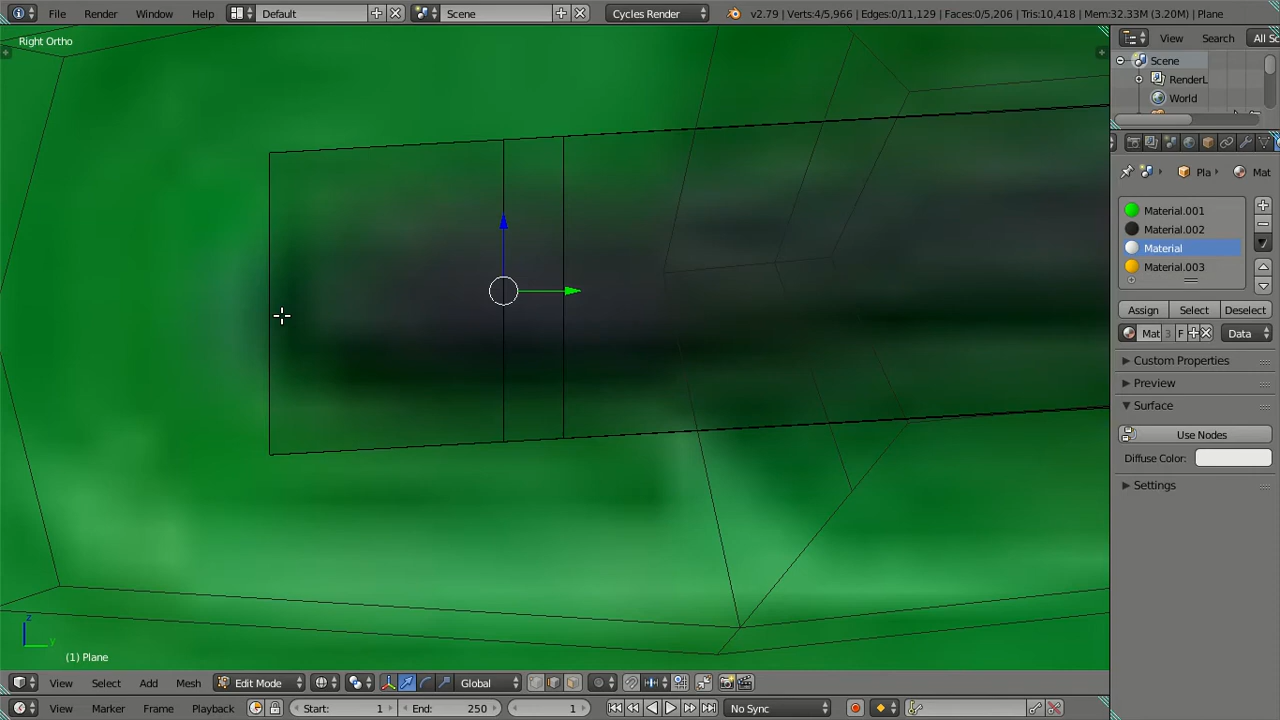 File Render Window Help Default Scene Cycles Render v2.79 | Verts:4/5,966 | Edges:0/11,129 | Faces:0/5,206 | Tris:10,418 | Mem:32.33M (3.20M) | Plane
Right Ortho
View Search All Sc
Scene
RenderL
World
Pla Mat
Material.001
Material.002
Material
Material.003
Assign Select Deselect
Mat 3 F Data
Custom Properties
Preview
Surface
Use Nodes
Diffuse Color:
Settings
z
y
(1) Plane
View Select Add Mesh Edit Mode Global
View Marker Frame Playback Start: 1 End: 250 1 No Sync